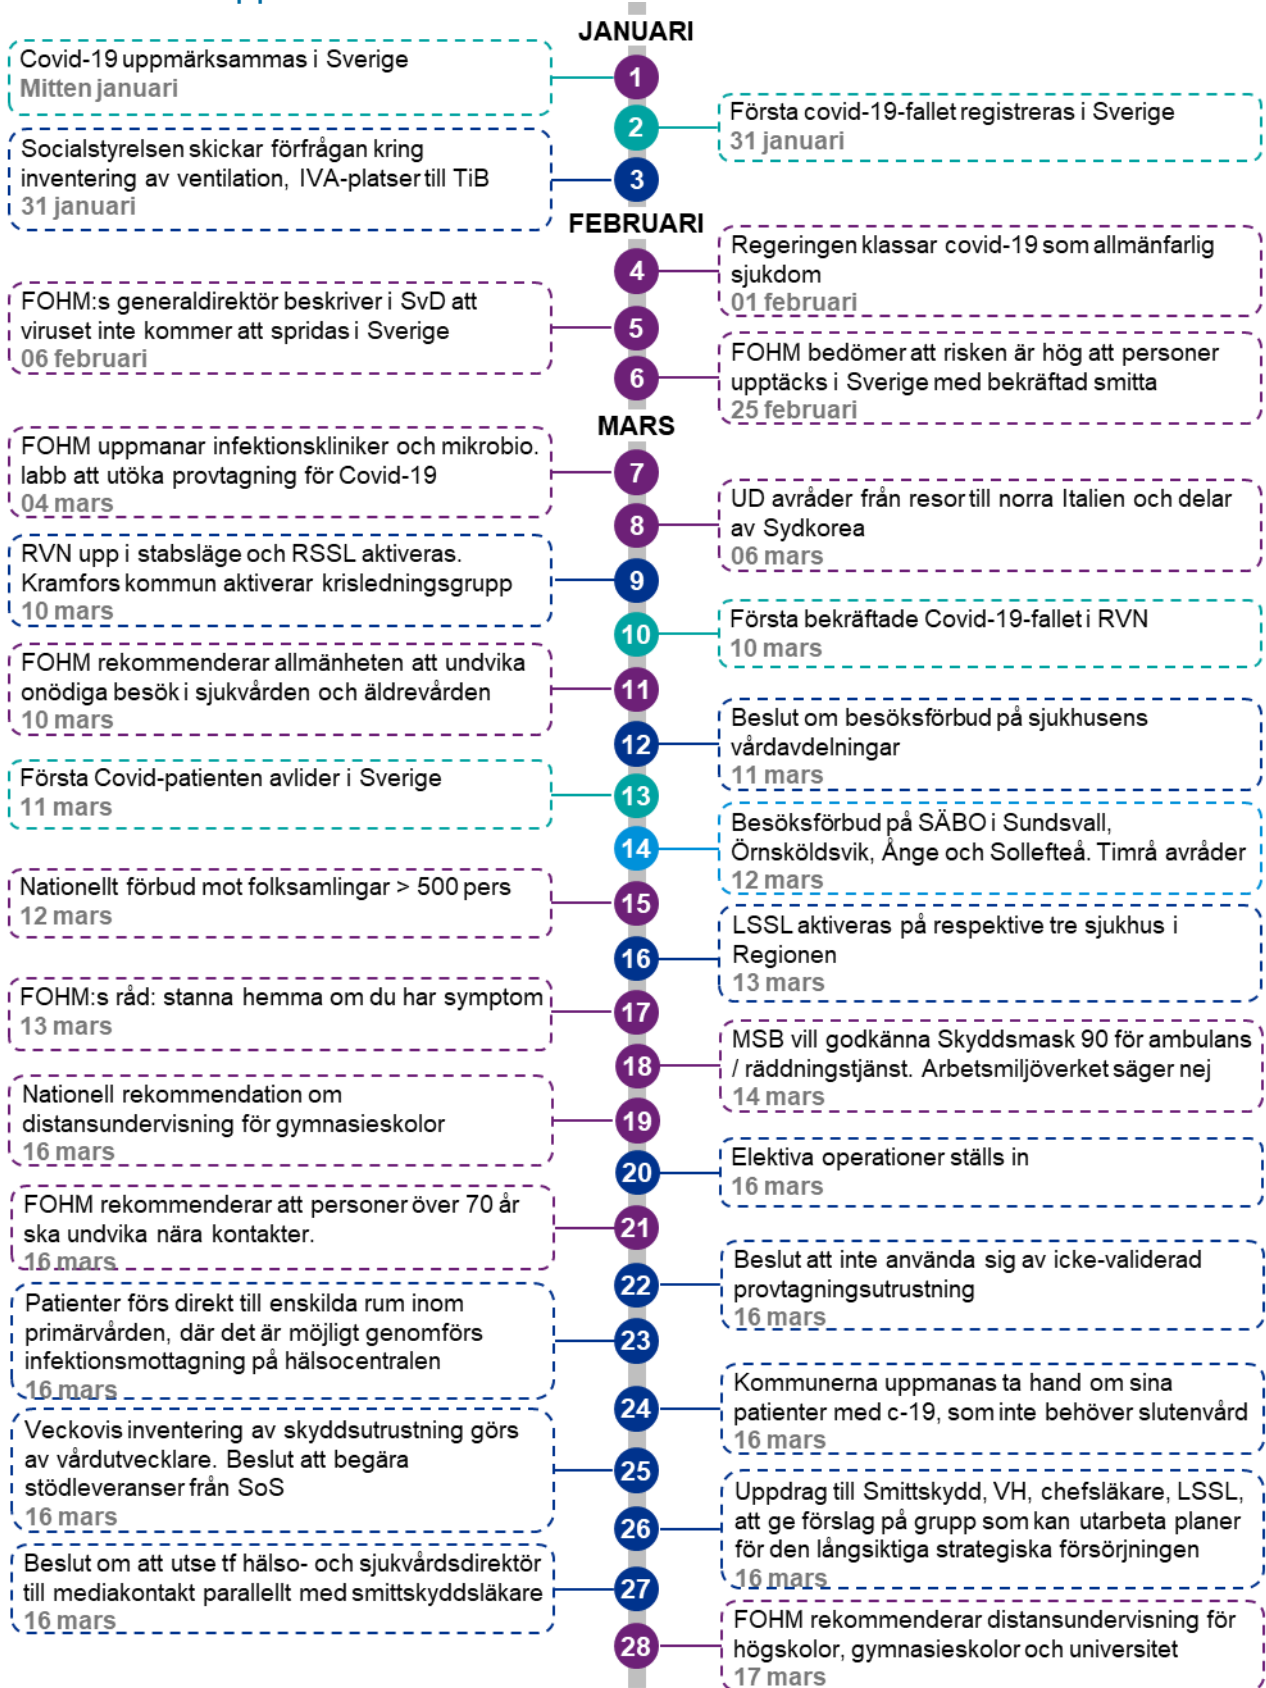 JANUARI
Covid-19 uppmärksammas i Sverige
Mitten januari
1
2
Första covid-19-fallet registreras i Sverige
31 januari
Socialstyrelsen skickar förfrågan kring
inventering av ventilation, IVA-platser till TiB
31 januari
3
FEBRUARI
4
Regeringen klassar covid-19 som allmänfarlig
sjukdom
01 februari
FOHM:s generaldirektör beskriver i SvD att
viruset inte kommer att spridas i Sverige
06 februari
5
6
FOHM bedömer att risken är hög att personer
upptäcks i Sverige med bekräftad smitta
25 februari
MARS
FOHM uppmanar infektionskliniker och mikrobio.
labb att utöka provtagning för Covid-19
04 mars
7
8
UD avråder från resor till norra Italien och delar
av Sydkorea
06 mars
RVN upp i stabsläge och RSSL aktiveras.
Kramfors kommun aktiverar krisledningsgrupp
10 mars
9
10
Första bekräftade Covid-19-fallet i RVN
10 mars
FOHM rekommenderar allmänheten att undvika
onödiga besök i sjukvården och äldrevården
10 mars
11
12
Beslut om besöksförbud på sjukhusens
vårdavdelningar
11 mars
Första Covid-patienten avlider i Sverige
11 mars
13
14
Besöksförbud på SÄBO i Sundsvall,
Örnsköldsvik, Ånge och Sollefteå. Timrå avråder
12 mars
Nationellt förbud mot folksamlingar > 500 pers
12 mars
15
16
LSSL aktiveras på respektive tre sjukhus i
Regionen
13 mars
FOHM:s råd: stanna hemma om du har symptom
13 mars
17
18
MSB vill godkänna Skyddsmask 90 för ambulans
/ räddningstjänst. Arbetsmiljöverket säger nej
14 mars
Nationell rekommendation om
distansundervisning för gymnasieskolor
16 mars
19
20
Elektiva operationer ställs in
16 mars
FOHM rekommenderar att personer över 70 år
ska undvika nära kontakter.
16 mars
21
22
Beslut att inte använda sig av icke-validerad
provtagningsutrustning
16 mars
Patienter förs direkt till enskilda rum inom
primärvården, där det är möjligt genomförs
infektionsmottagning på hälsocentralen
16 mars
23
24
Kommunerna uppmanas ta hand om sina
patienter med c-19, som inte behöver slutenvård
16 mars
Veckovis inventering av skyddsutrustning görs
av vårdutvecklare. Beslut att begära
stödleveranser från SoS
16 mars
25
26
Uppdrag till Smittskydd, VH, chefsläkare, LSSL,
att ge förslag på grupp som kan utarbeta planer
för den långsiktiga strategiska försörjningen
16 mars
Beslut om att utse tf hälso- och sjukvårdsdirektör
till mediakontakt parallellt med smittskyddsläkare
16 mars
27
28
FOHM rekommenderar distansundervisning för
högskolor, gymnasieskolor och universitet
17 mars